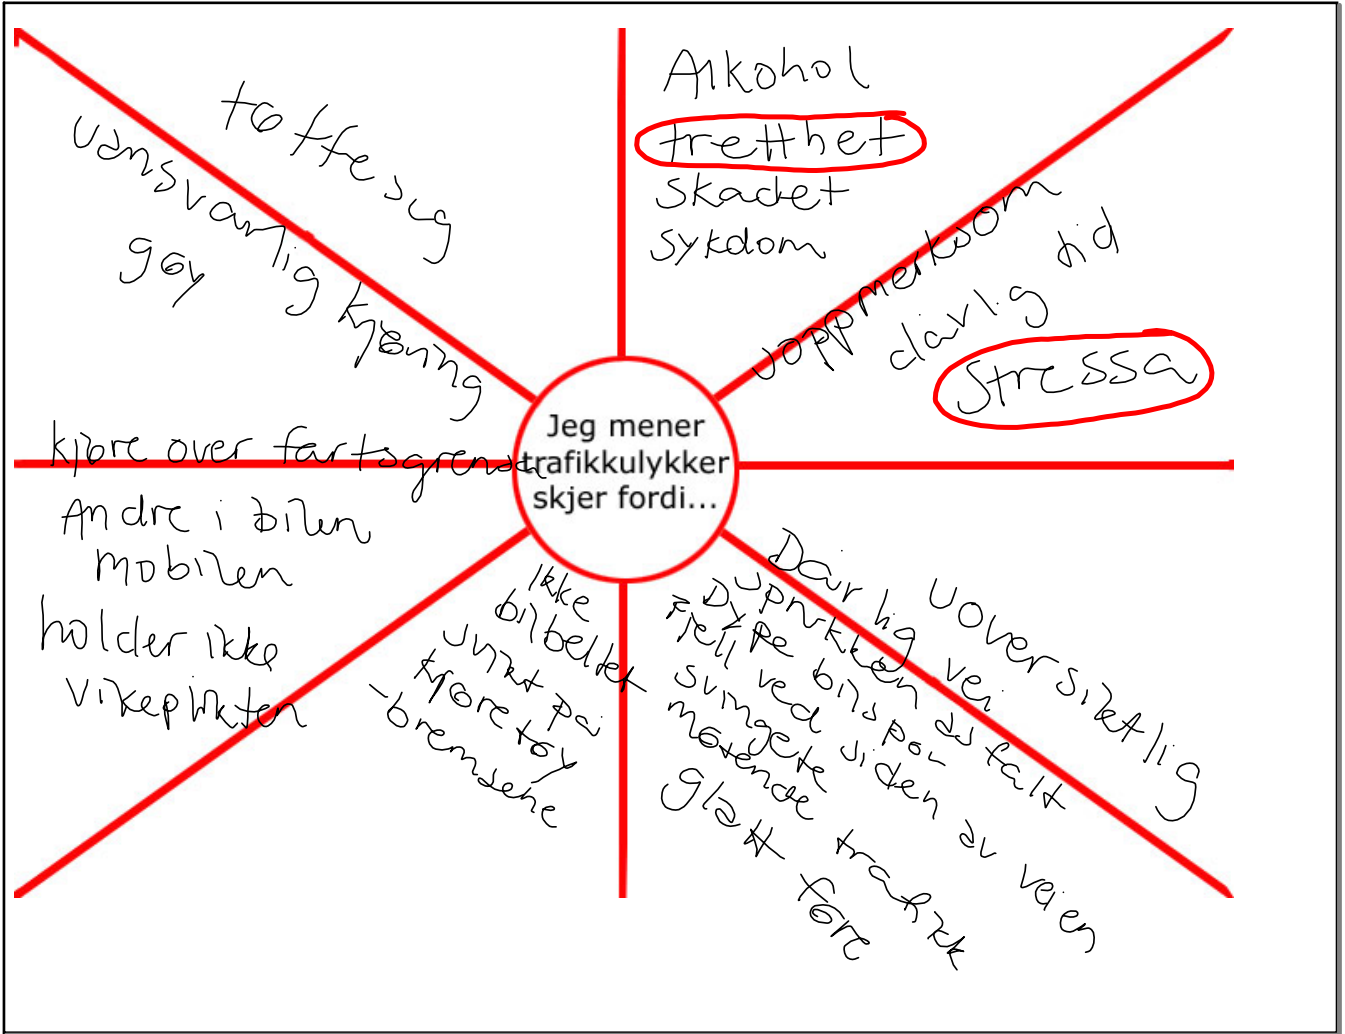 tøffe seg
uansvarlig kjøring
gøy
Alkohol
tretthet
skadet
sykdom
uoppmerksom
dårlig tid
stressa
Jeg mener
trafikkulykker
skjer fordi...
kjøre over fartsgrensa
Andre i bilen
mobilen
holder ikke
vikeplikten
Ikke
bilbeltet
svikt på
kjøretøy
-bremsene
uoversiktlig
Dårlig vei
asfalt
Dype bilspor
Fjell ved siden av veien
svingete
møtende trafikk
glatt føre